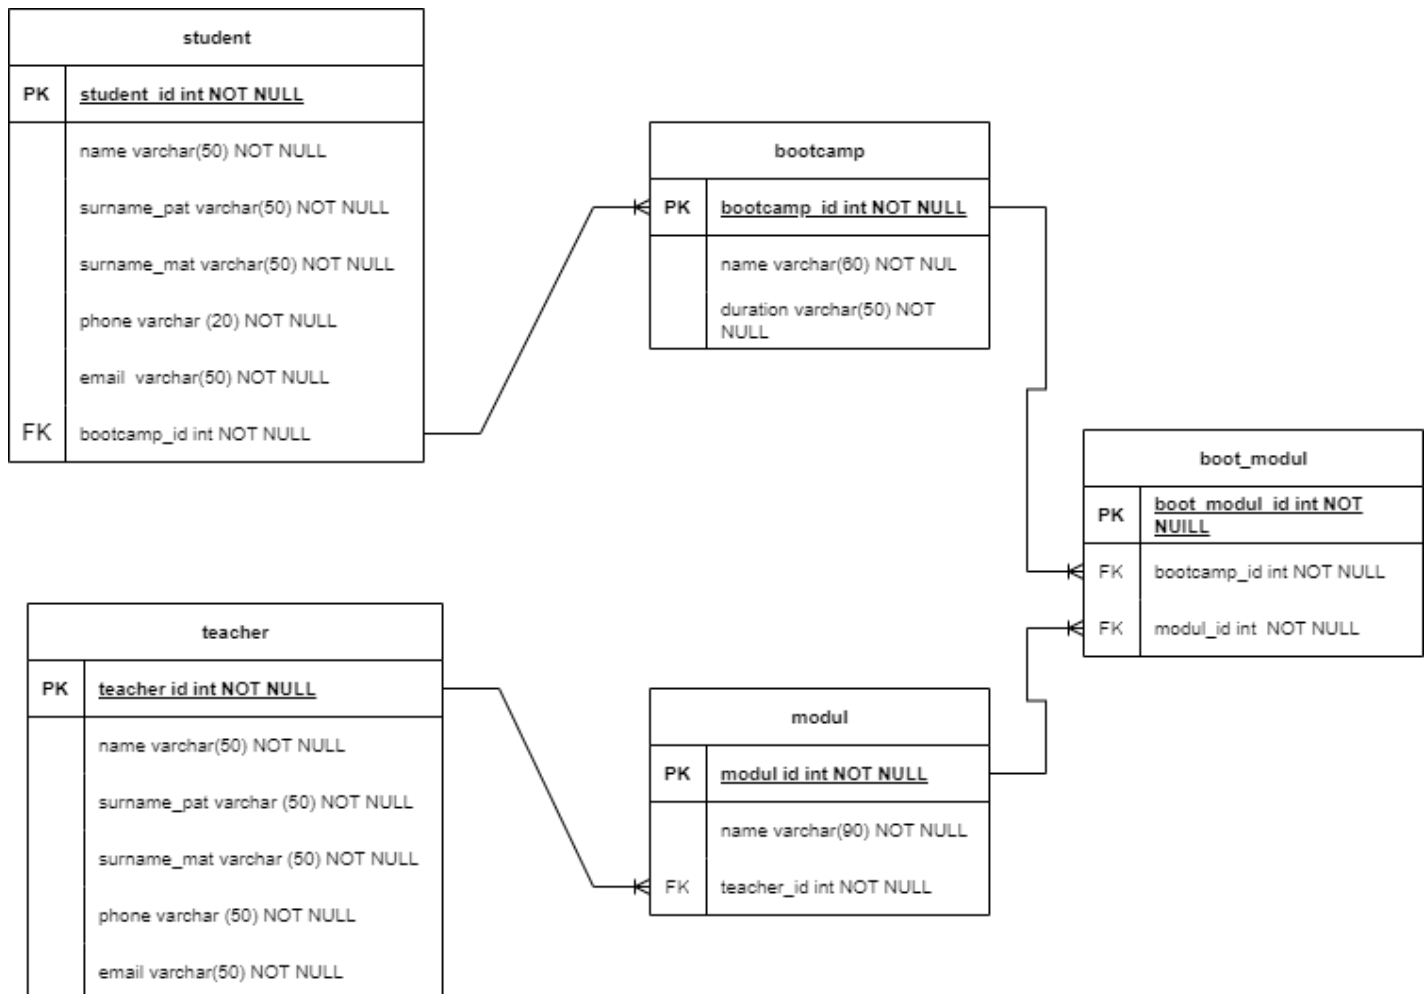 student
PK student_id int NOT NULL
name varchar(50) NOT NULL
surname_pat varchar(50) NOT NULL
surname_mat varchar(50) NOT NULL
phone varchar (20) NOT NULL
email varchar(50) NOT NULL
FK bootcamp_id int NOT NULL
bootcamp
PK bootcamp_id int NOT NULL
name varchar(60) NOT NUL
duration varchar(50) NOT
NULL
boot_modul
PK boot_modul_id int NOT
NUILL
FK bootcamp_id int NOT NULL
FK modul_id int NOT NULL
teacher
PK teacher id int NOT NULL
name varchar(50) NOT NULL
surname_pat varchar (50) NOT NULL
surname_mat varchar (50) NOT NULL
phone varchar (50) NOT NULL
email varchar(50) NOT NULL
modul
PK modul id int NOT NULL
name varchar(90) NOT NULL
FK teacher_id int NOT NULL